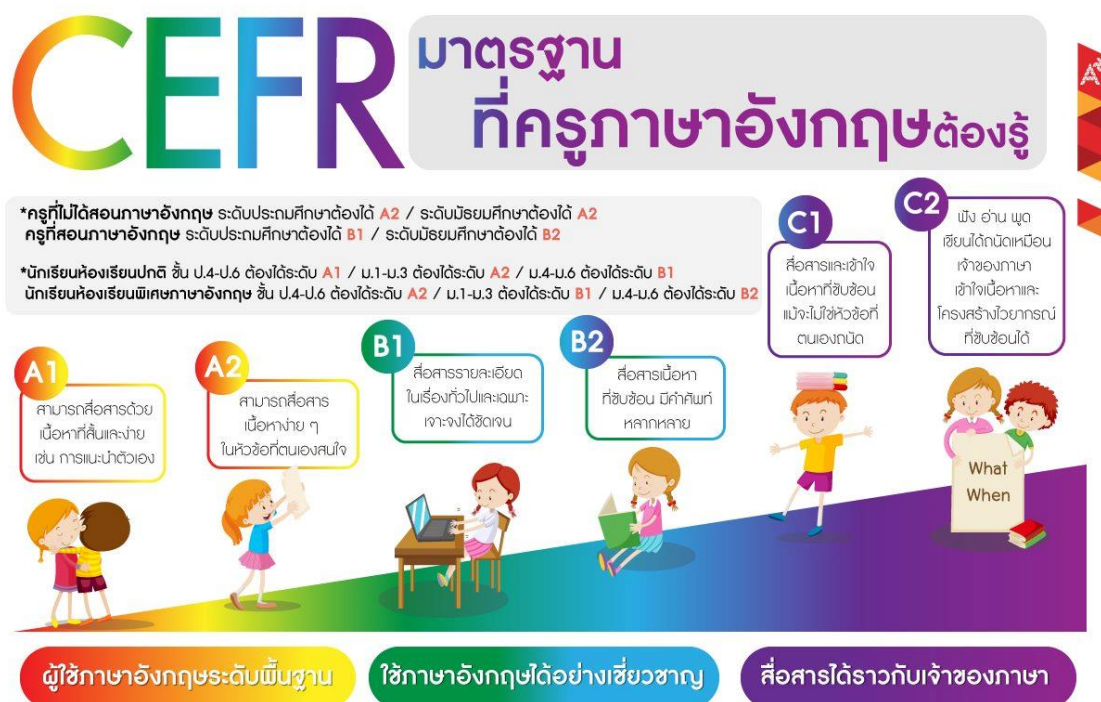 CEFR
มาตรฐาน
ที่ครูภาษาอังกฤษต้องรู้
*ครูที่ไม่ได้สอนภาษาอังกฤษ ระดับประถมศึกษาต้องได้ A2 / ระดับมัธยมศึกษาต้องได้ A2
ครูที่สอนภาษาอังกฤษ ระดับประถมศึกษาต้องได้ B1 / ระดับมัธยมศึกษาต้องได้ B2
*นักเรียนห้องเรียนปกติ ชั้น ป.4-ป.6 ต้องได้ระดับ A1 / ม.1-ม.3 ต้องได้ระดับ A2 / ม.4-ม.6 ต้องได้ระดับ B1
นักเรียนห้องเรียนพิเศษภาษาอังกฤษ ชั้น ป.4-ป.6 ต้องได้ระดับ A2 / ม.1-ม.3 ต้องได้ระดับ B1 / ม.4-ม.6 ต้องได้ระดับ B2
A1
สามารถสื่อสารด้วย
เนื้อหาที่สั้นและง่าย
เช่น การแนะนำตัวเอง
A2
สามารถสื่อสาร
เนื้อหาง่าย ๆ
ในหัวข้อที่ตนเองสนใจ
B1
สื่อสารรายละเอียด
ในเรื่องทั่วไปและเฉพาะ
เจาะจงได้ชัดเจน
B2
สื่อสารเนื้อหา
ที่ซับซ้อน มีคำศัพท์
หลากหลาย
C1
สื่อสารและเข้าใจ
เนื้อหาที่ซับซ้อน
แม้จะไม่ใช่หัวข้อที่
ตนเองถนัด
C2
ฟัง อ่าน พูด
เขียนได้ถนัดเหมือน
เจ้าของภาษา
เข้าใจเนื้อหาและ
โครงสร้างไวยากรณ์
ที่ซับซ้อนได้
What
When
ผู้ใช้ภาษาอังกฤษระดับพื้นฐาน
ใช้ภาษาอังกฤษได้อย่างเชี่ยวชาญ
สื่อสารได้ราวกับเจ้าของภาษา